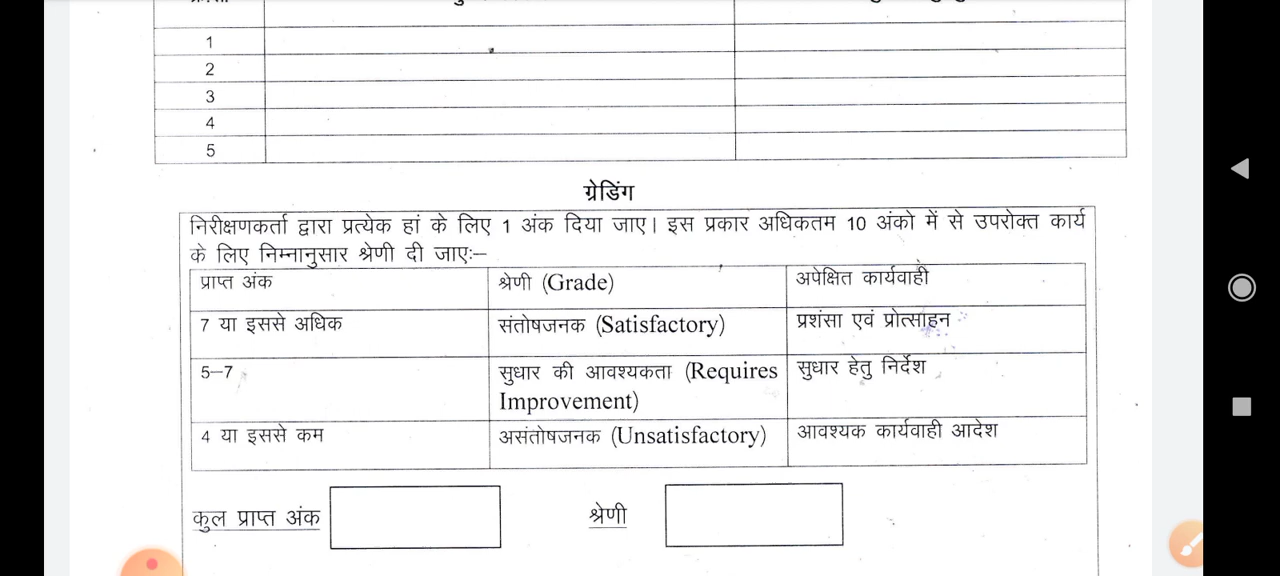 1
2
3
4
5
ग्रेडिंग
निरीक्षणकर्ता द्वारा प्रत्येक हां के लिए 1 अंक दिया जाए। इस प्रकार अधिकतम 10 अंको में से उपरोक्त कार्य
के लिए निम्नानुसार श्रेणी दी जाए:–
प्राप्त अंक श्रेणी (Grade) अपेक्षित कार्यवाही
7 या इससे अधिक संतोषजनक (Satisfactory) प्रशंसा एवं प्रोत्साहन
5–7 सुधार की आवश्यकता (Requires सुधार हेतु निर्देश
Improvement)
4 या इससे कम असंतोषजनक (Unsatisfactory) आवश्यक कार्यवाही आदेश
कुल प्राप्त अंक श्रेणी